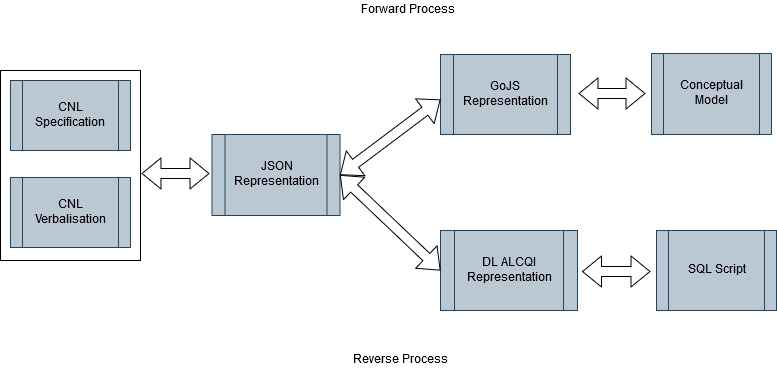 Forward Process
CNL
Specification
CNL
Verbalisation
JSON
Representation
GoJS
Representation
Conceptual
Model
DL ALCQI
Representation
SQL Script
Reverse Process